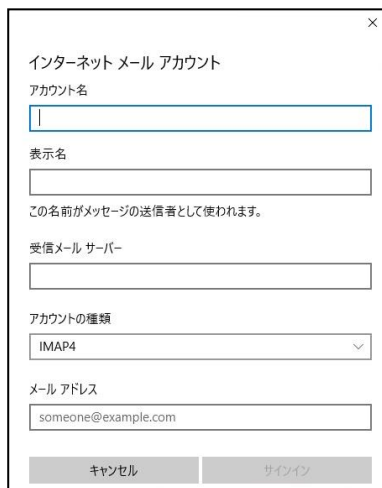 インターネット メール アカウント
アカウント名
表示名
この名前がメッセージの送信者として使われます。
受信メール サーバー
アカウントの種類
IMAP4
メール アドレス
someone@example.com
キャンセル サインイン